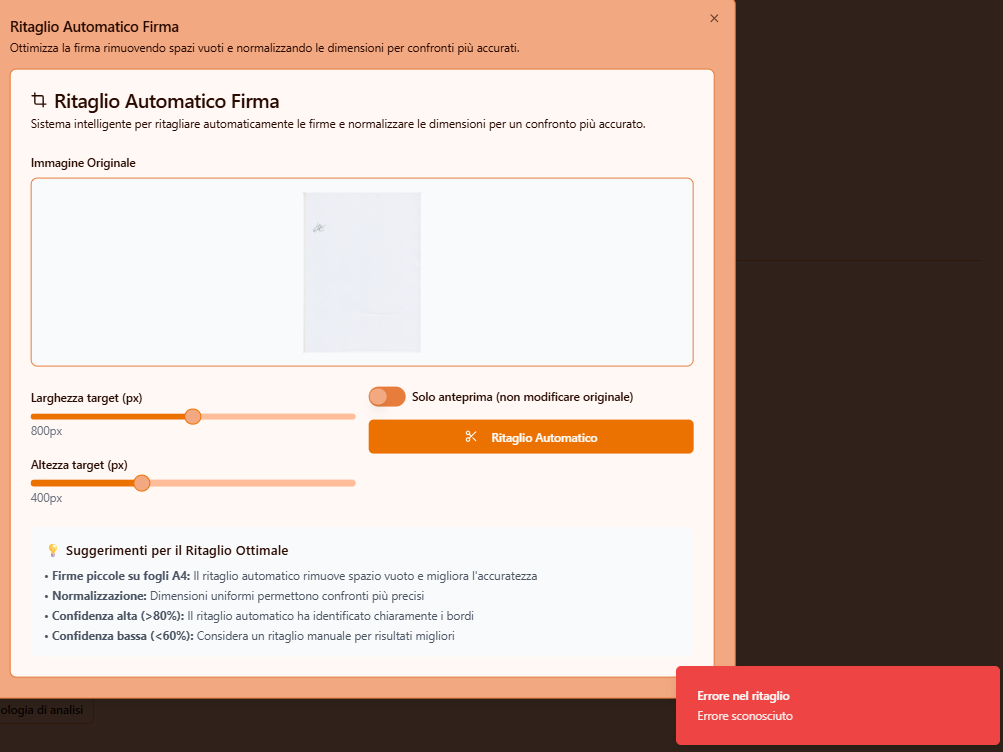 Ritaglio Automatico Firma
Ottimizza la firma rimuovendo spazi vuoti e normalizzando le dimensioni per confronti più accurati.
Ritaglio Automatico Firma
Sistema intelligente per ritagliare automaticamente le firme e normalizzare le dimensioni per un confronto più accurato.
Immagine Originale
Larghezza target (px)
800px
Altezza target (px)
400px
Solo anteprima (non modificare originale)
Ritaglio Automatico
💡 Suggerimenti per il Ritaglio Ottimale
• Firme piccole su fogli A4: Il ritaglio automatico rimuove spazio vuoto e migliora l'accuratezza
• Normalizzazione: Dimensioni uniformi permettono confronti più precisi
• Confidenza alta (>80%): Il ritaglio automatico ha identificato chiaramente i bordi
• Confidenza bassa (<60%): Considera un ritaglio manuale per risultati migliori
ologia di analisi
Errore nel ritaglio
Errore sconosciuto